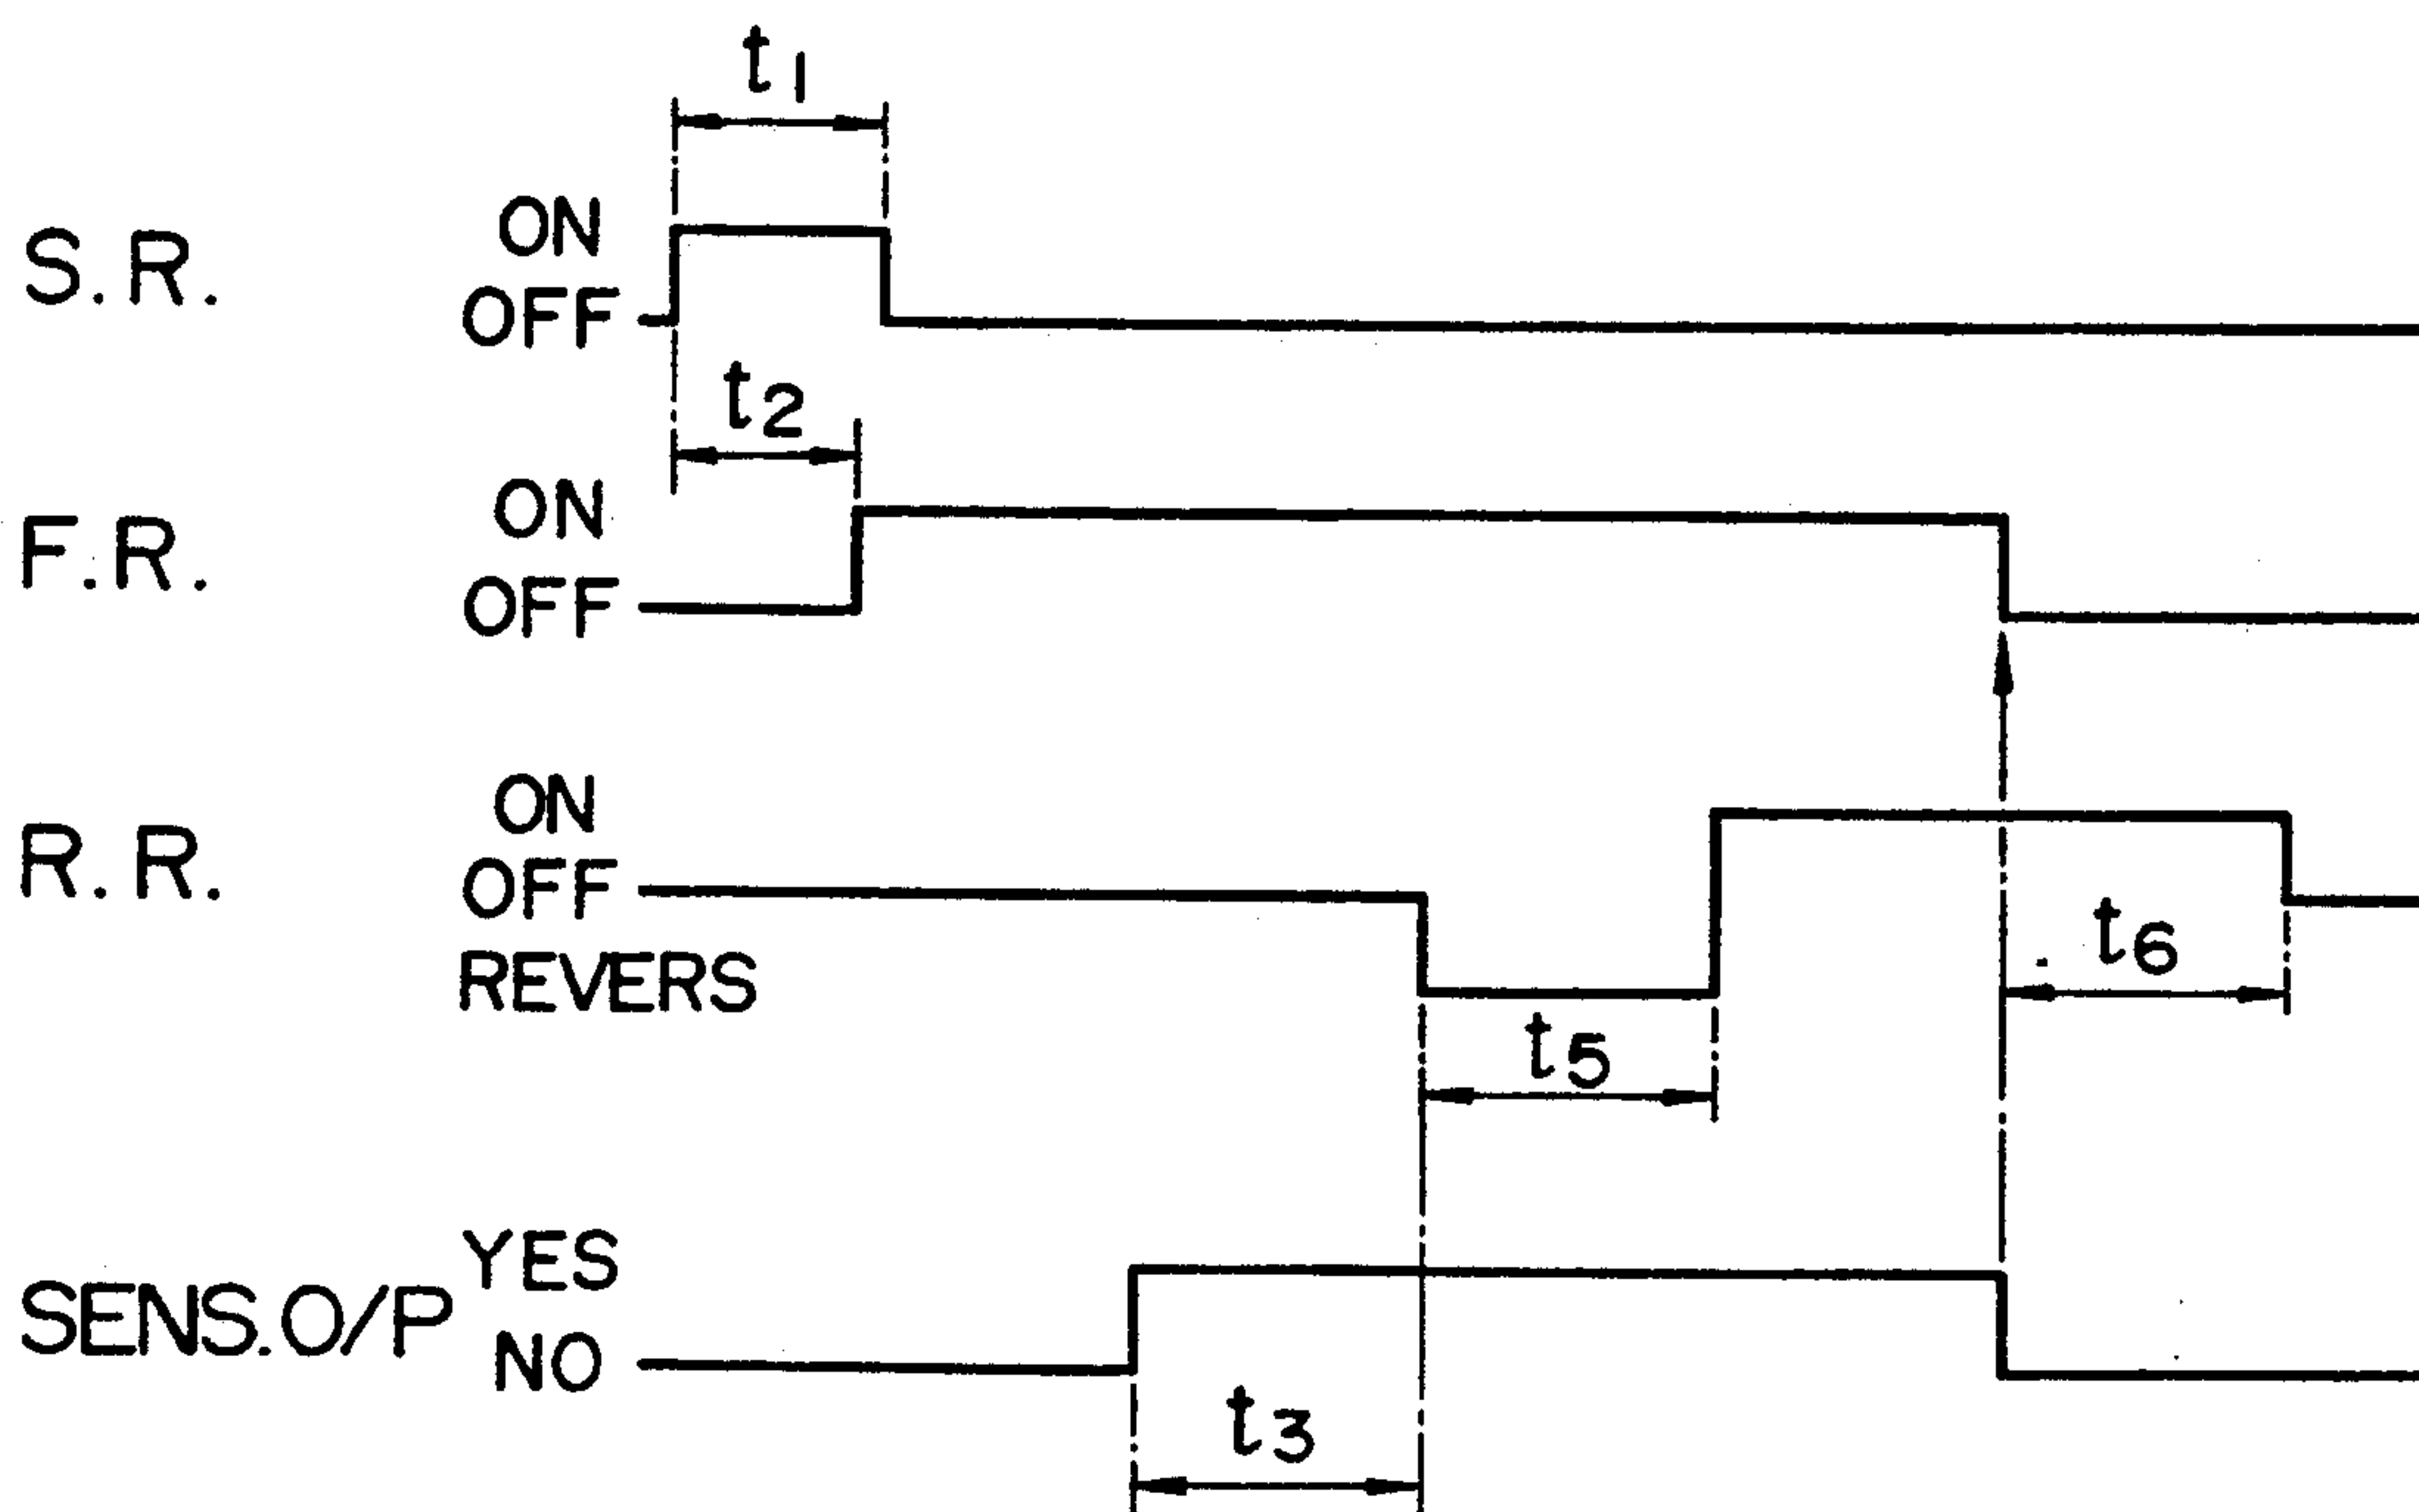 t1
S.R.
ON
OFF
t2
F.R.
ON
OFF
R.R.
ON
OFF
REVERS
t6
t5
SENS.O/P
YES
NO
t3